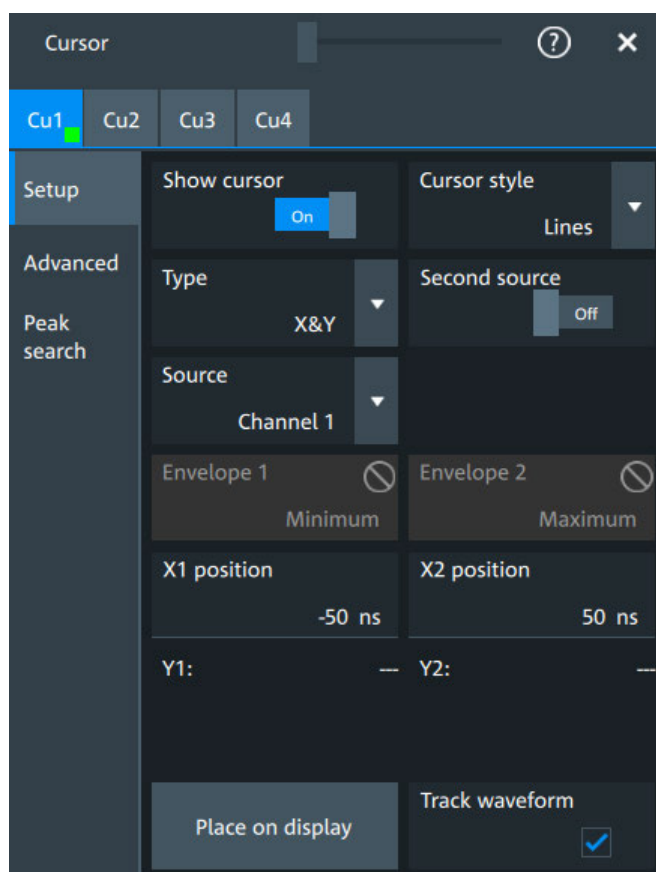 Cursor
?
Cu1 Cu2 Cu3 Cu4
Setup
Advanced
Peak
search
Show cursor
On
Cursor style
Lines
Type
X&Y
Second source
Off
Source
Channel 1
Envelope 1
Minimum
Envelope 2
Maximum
X1 position
-50 ns
X2 position
50 ns
Y1: ---
Y2: ---
Place on display
Track waveform